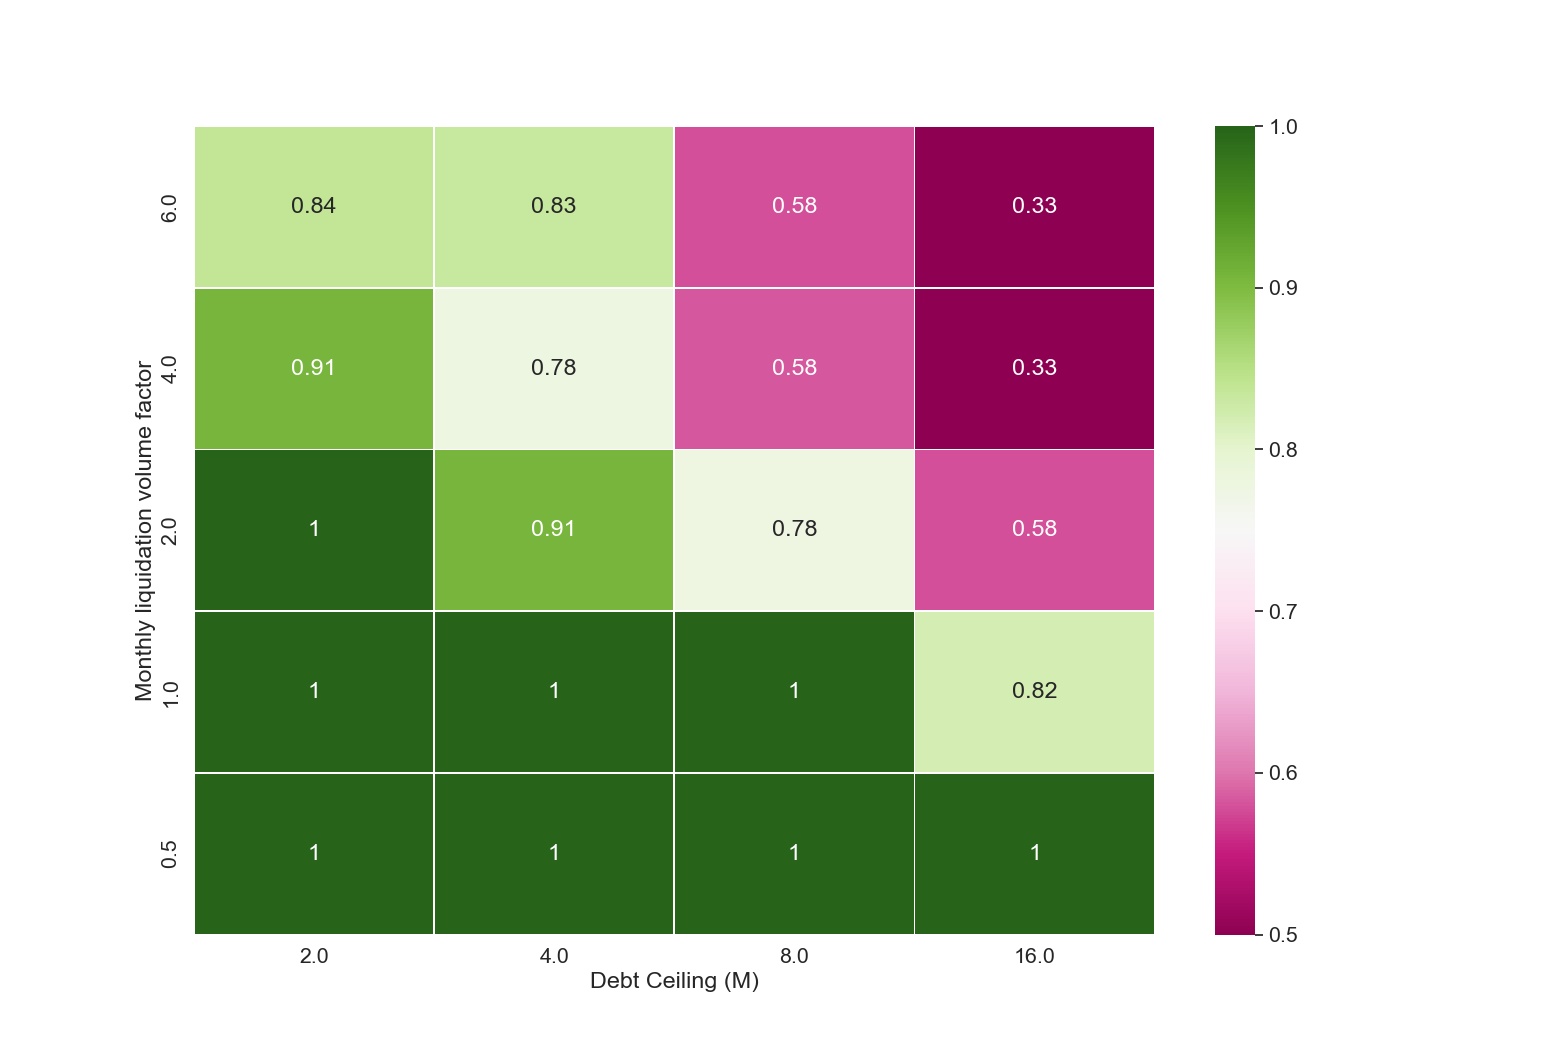 Monthly liquidation volume factor
6.0
0.84 0.83 0.58 0.33
4.0
0.91 0.78 0.58 0.33
2.0
1 0.91 0.78 0.58
1.0
1 1 1 0.82
0.5
1 1 1 1
2.0 4.0 8.0 16.0
Debt Ceiling (M)
1.0
0.9
0.8
0.7
0.6
0.5